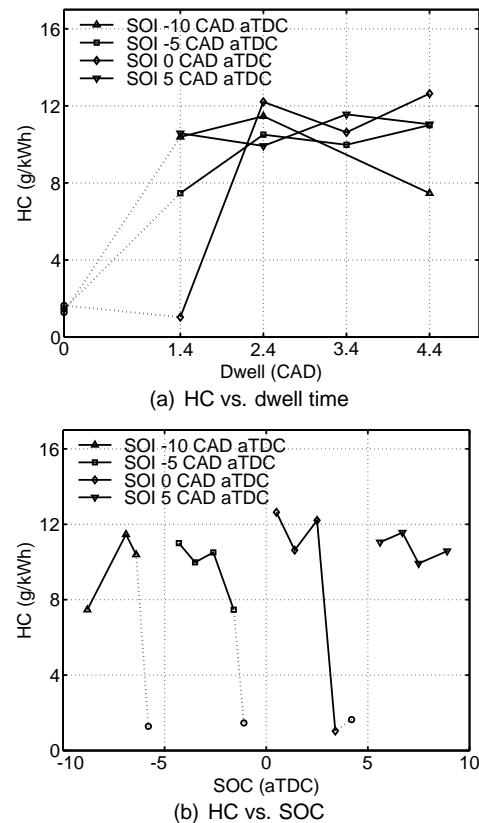 16
12
8
4
0
HC (g/kWh)
SOI -10 CAD aTDC
SOI -5 CAD aTDC
SOI 0 CAD aTDC
SOI 5 CAD aTDC
0 1.4 2.4 3.4 4.4
Dwell (CAD)
(a) HC vs. dwell time
16
12
8
4
0
HC (g/kWh)
SOI -10 CAD aTDC
SOI -5 CAD aTDC
SOI 0 CAD aTDC
SOI 5 CAD aTDC
-10 -5 0 5 10
SOC (aTDC)
(b) HC vs. SOC